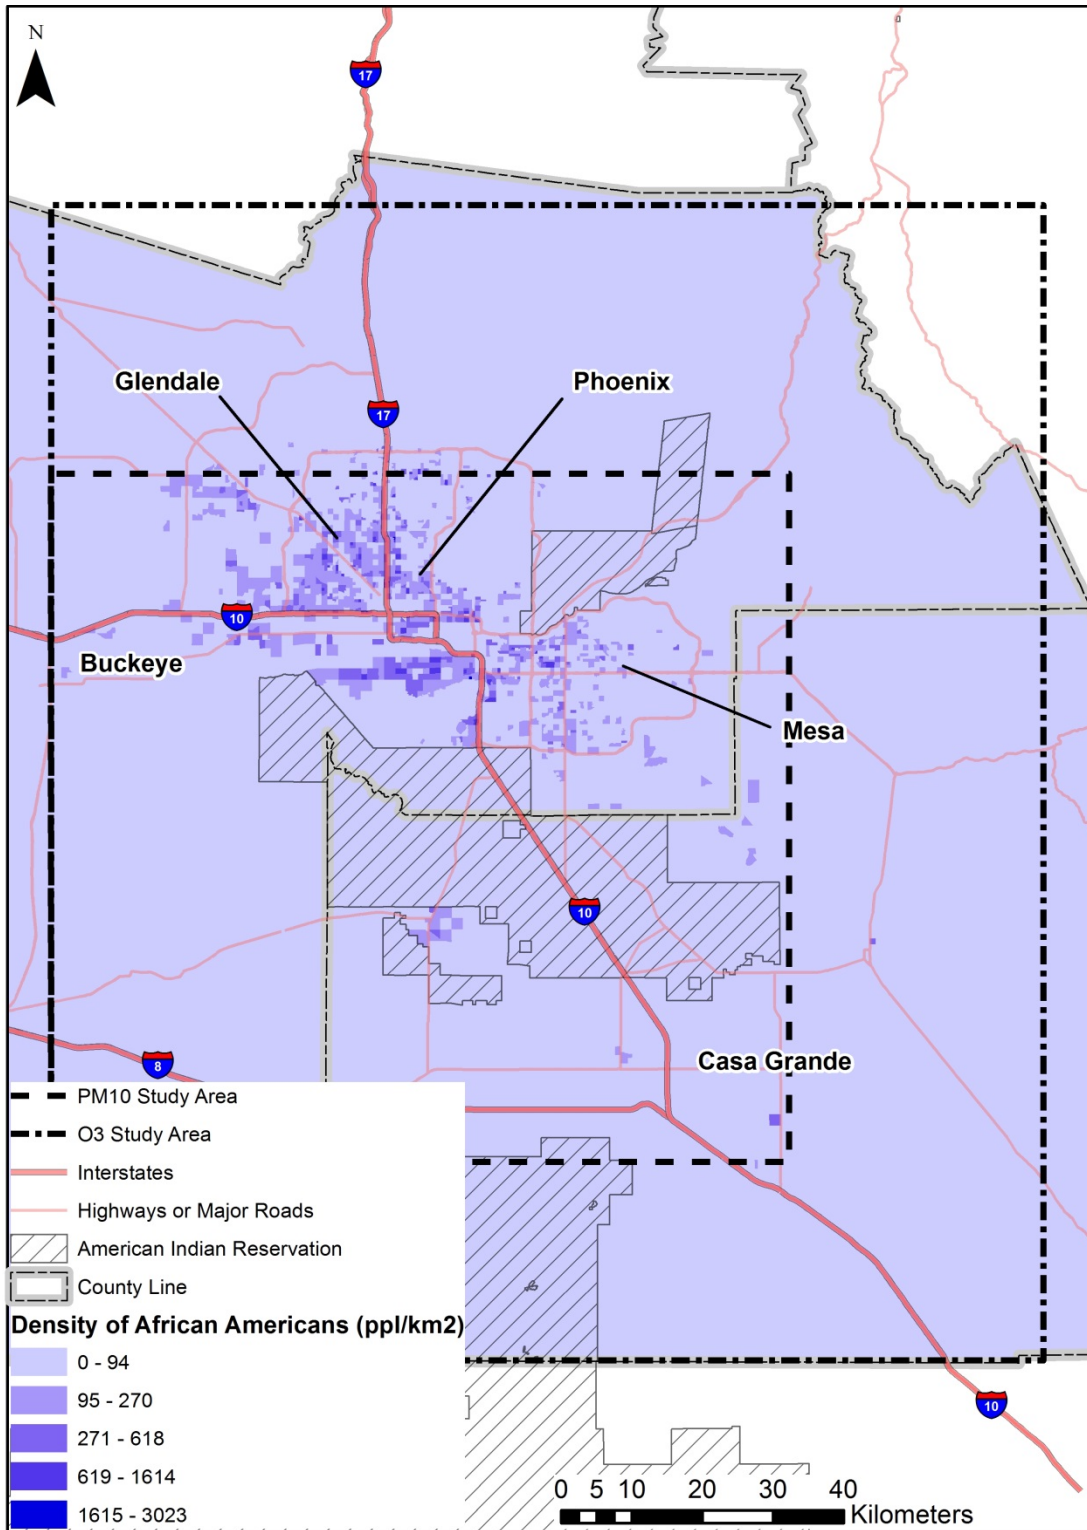 N
17
Glendale
Phoenix
17
10
Buckeye
Mesa
10
Casa Grande
8
PM10 Study Area
O3 Study Area
Interstates
Highways or Major Roads
American Indian Reservation
County Line
Density of African Americans (ppl/km2)
0 - 94
95 - 270
271 - 618
619 - 1614
1615 - 3023
10
0 5 10 20 30 40
Kilometers